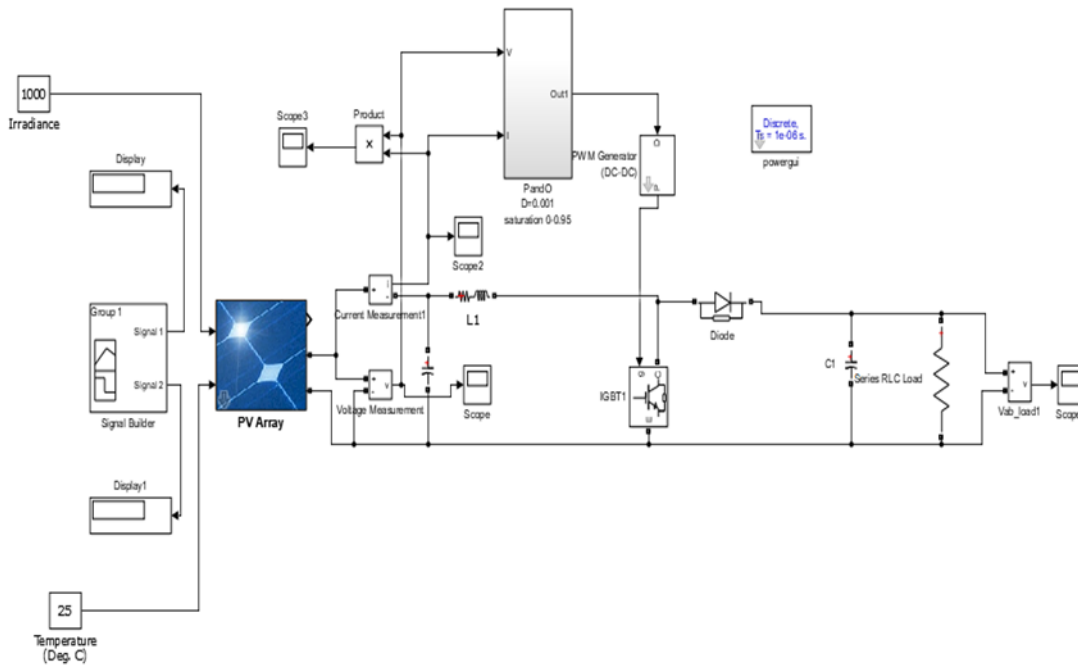 1000
Irradiance
Display
Group 1
Signal 1
Signal 2
Signal Builder
Display1
25
Temperature
(Deg. C)
PV Array
Scope3
Product
×
V
I
Out1
PandO
D=0.001
saturation 0-0.95
PWM Generator
(DC-DC)
D
P
Discrete,
Ts = 1e-06 s.
powergui
Scope2
+
-
i
Current Measurement1
L1
+
-
v
Voltage Measurement
Scope
Diode
g
C
E
IGBT1
C1
Series RLC Load
+
-
v
Vab_load1
Scope